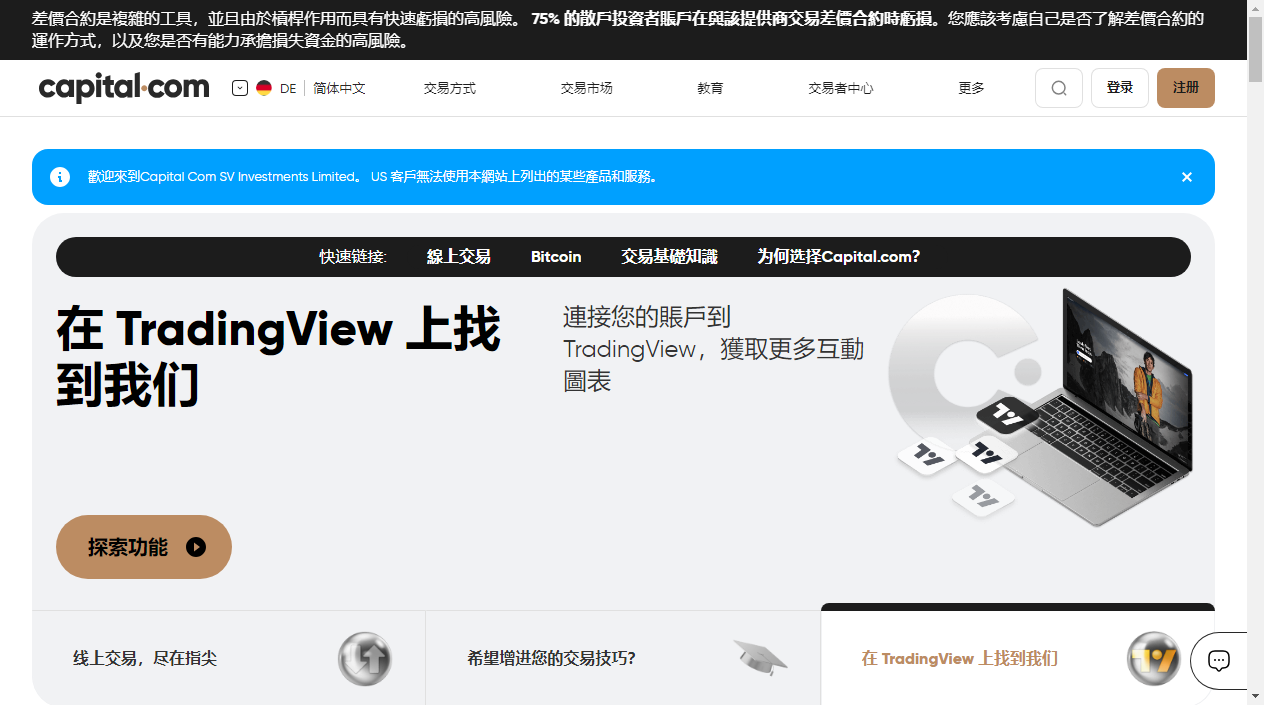 差價合約是複雜的工具，並且由於槓桿作用而具有快速虧損的高風險。 75% 的散戶投資者賬戶在與該提供商交易差價合約時虧損。您應該考慮自己是否了解差價合約的
運作方式，以及您是否有能力承擔損失資金的高風險。
capital.com
DE 简体中文
交易方式
交易市场
教育
交易者中心
更多
登录
注册
歡迎來到Capital Com SV Investments Limited。 US 客戶無法使用本網站上列出的某些產品和服務。
快速链接: 線上交易 Bitcoin 交易基礎知識 为何选择Capital.com?
在 TradingView 上找
到我们
連接您的賬戶到
TradingView，獲取更多互動
圖表
探索功能
线上交易，尽在指尖
希望增进您的交易技巧?
在 TradingView 上找到我们